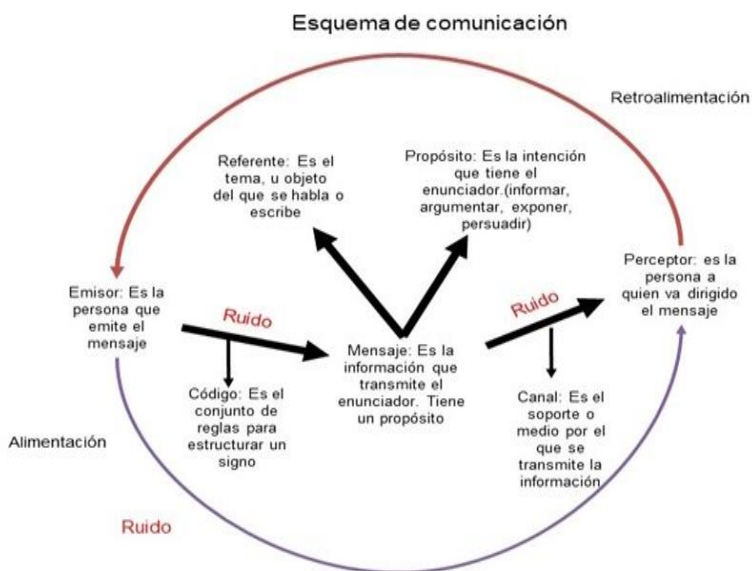 Esquema de comunicación
Retroalimentación
Referente: Es el
tema, u objeto
del que se habla o
escribe
Propósito: Es la intención
que tiene el
enunciador.(informar,
argumentar, exponer,
persuadir)
Emisor: Es la
persona que
emite el
mensaje
Ruido
Mensaje: Es la
información que
transmite el
enunciador. Tiene
un propósito
Ruido
Perceptor: es la
persona a
quien va dirigido
el mensaje
Código: Es el
conjunto de
reglas para
estructurar un
signo
Canal: Es el
soporte o
medio por el
que se
transmite la
información
Alimentación
Ruido